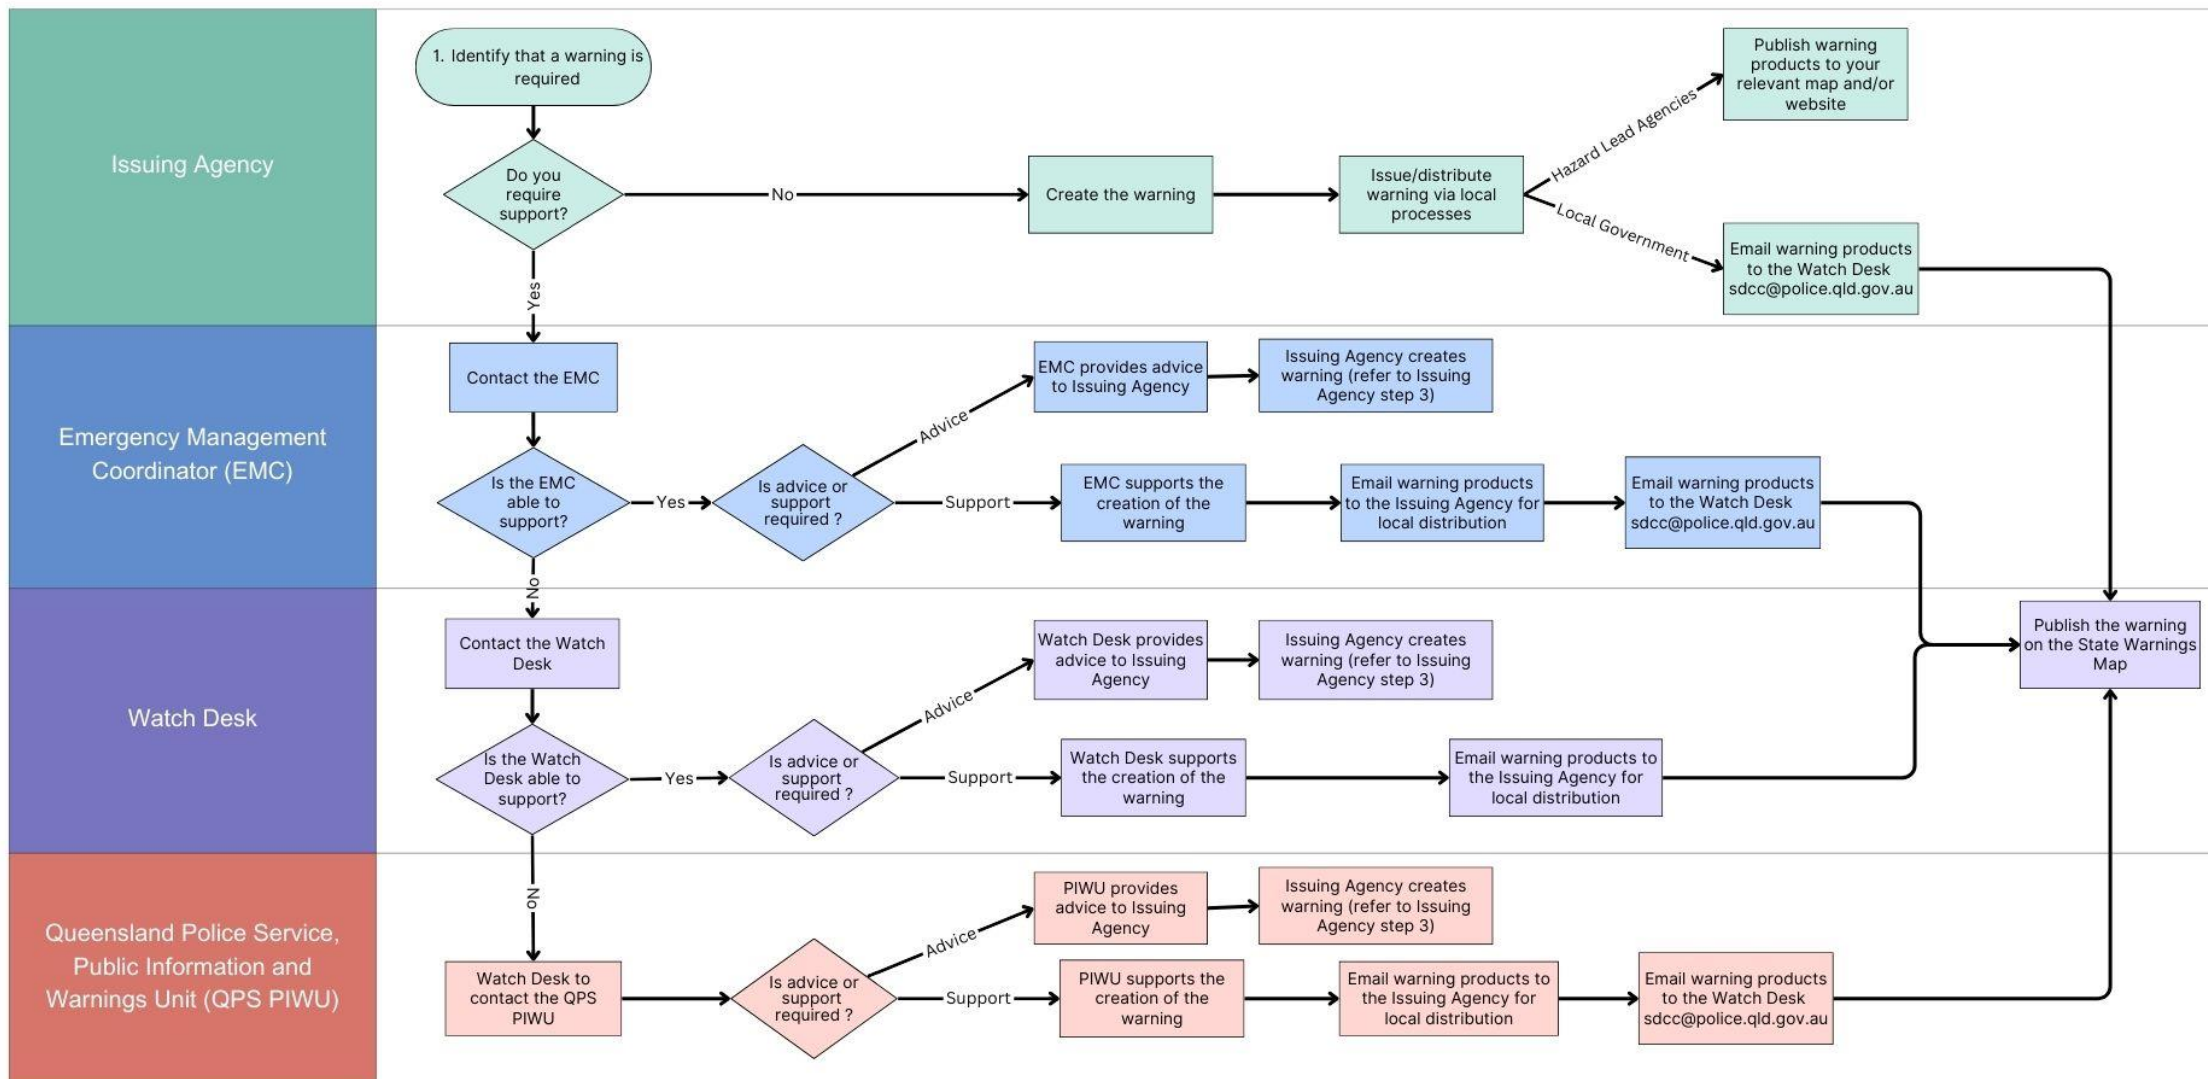 Issuing Agency
1. Identify that a warning is
required
Do you
require
support?
No
Yes
Create the warning
Issue/distribute
warning via local
processes
Hazard Lead Agencies
Local Government
Publish warning
products to your
relevant map and/or
website
Email warning products
to the Watch Desk
sdcc@police.qld.gov.au
Emergency Management
Coordinator (EMC)
Contact the EMC
Is the EMC
able to
support?
Yes
No
Is advice or
support
required ?
Advice
Support
EMC provides advice
to Issuing Agency
Issuing Agency creates
warning (refer to Issuing
Agency step 3)
EMC supports the
creation of the
warning
Email warning products
to the Issuing Agency for
local distribution
Email warning products
to the Watch Desk
sdcc@police.qld.gov.au
Watch Desk
Contact the Watch
Desk
Is the Watch
Desk able to
support?
Yes
No
Is advice or
support
required ?
Advice
Support
Watch Desk provides
advice to Issuing
Agency
Issuing Agency creates
warning (refer to Issuing
Agency step 3)
Watch Desk supports
the creation of the
warning
Email warning products to
the Issuing Agency for
local distribution
Publish the warning
on the State Warnings
Map
Queensland Police Service,
Public Information and
Warnings Unit (QPS PIWU)
Watch Desk to
contact the QPS
PIWU
Is advice or
support
required ?
Advice
Support
PIWU provides
advice to Issuing
Agency
Issuing Agency creates
warning (refer to Issuing
Agency step 3)
PIWU supports the
creation of the
warning
Email warning products to
the Issuing Agency for
local distribution
Email warning products
to the Watch Desk
sdcc@police.qld.gov.au